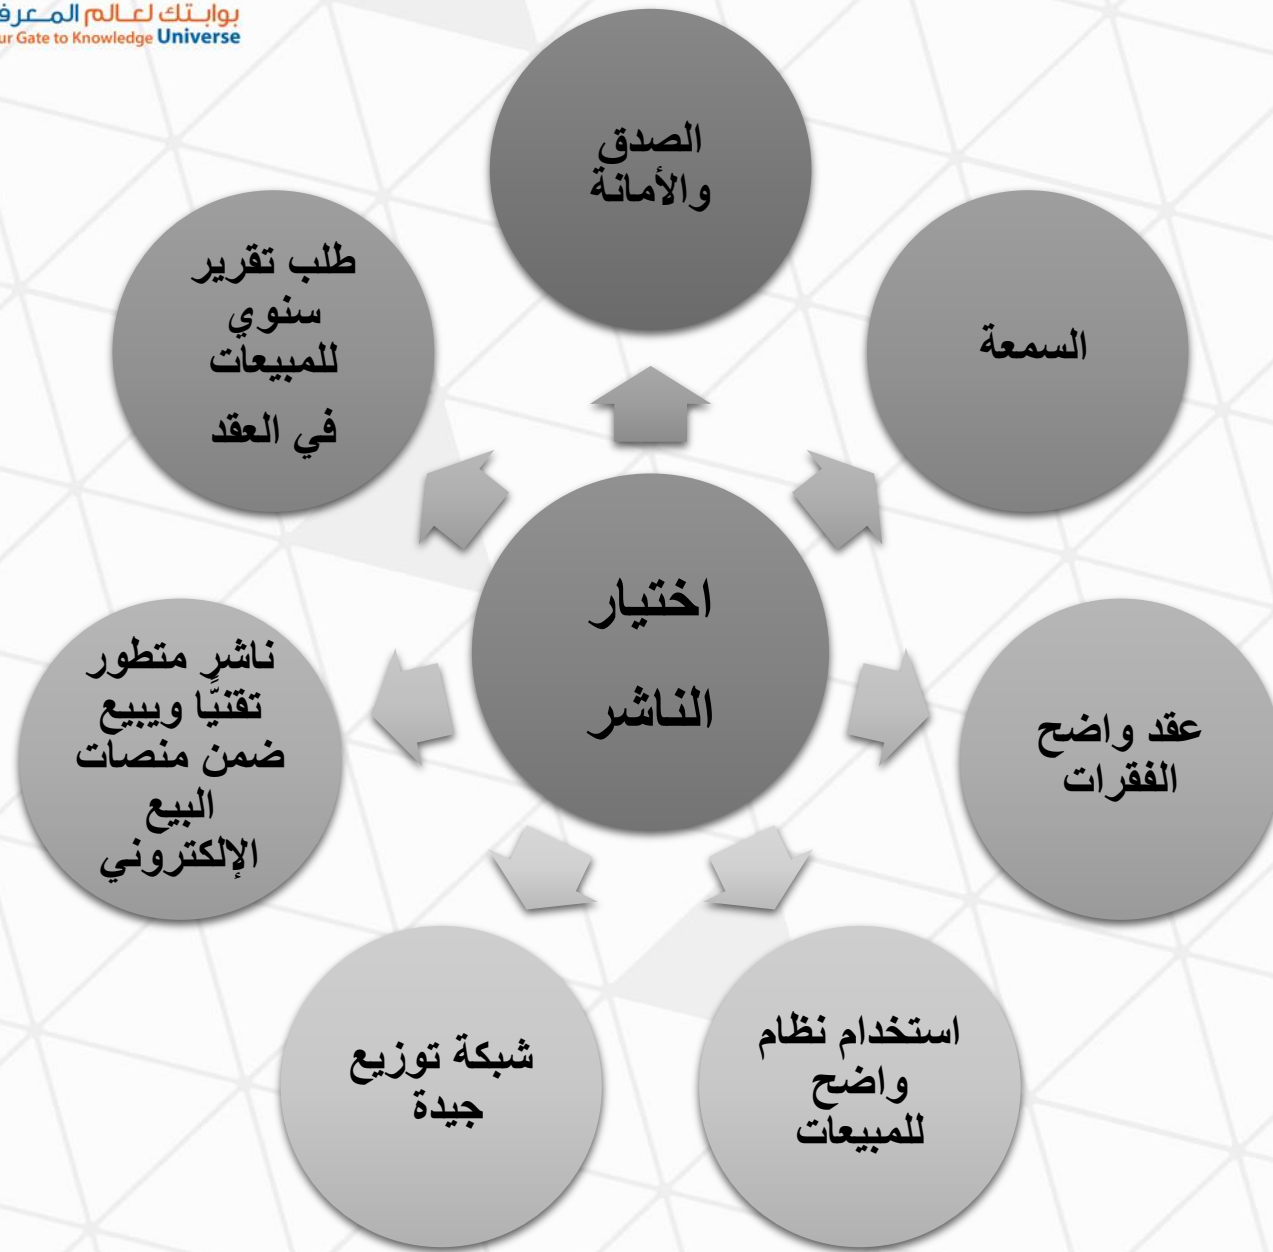 بوابتك لعالم المعرفة
ur Gate to Knowledge Universe
الصدق
والأمانة
السمعة
عقد واضح
الفقرات
استخدام نظام
واضح
للمبيعات
شبكة توزيع
جيدة
ناشر متطور
تقنيًّا ويبيع
ضمن منصات
البيع
الإلكتروني
طلب تقرير
سنوي
للمبيعات
في العقد
اختيار
الناشر